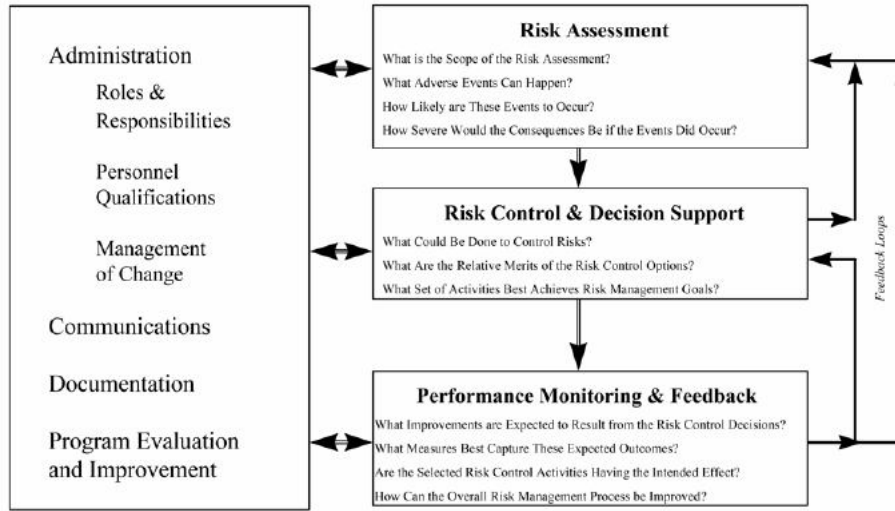 Administration
Roles &
Responsibilities
Personnel
Qualifications
Management
of Change
Communications
Documentation
Program Evaluation
and Improvement
Risk Assessment
What is the Scope of the Risk Assessment?
What Adverse Events Can Happen?
How Likely are These Events to Occur?
How Severe Would the Consequences Be if the Events Did Occur?
Risk Control & Decision Support
What Could Be Done to Control Risks?
What Are the Relative Merits of the Risk Control Options?
What Set of Activities Best Achieves Risk Management Goals?
Performance Monitoring & Feedback
What Improvements are Expected to Result from the Risk Control Decisions?
What Measures Best Capture These Expected Outcomes?
Are the Selected Risk Control Activities Having the Intended Effect?
How Can the Overall Risk Management Process be Improved?
Feedback Loops